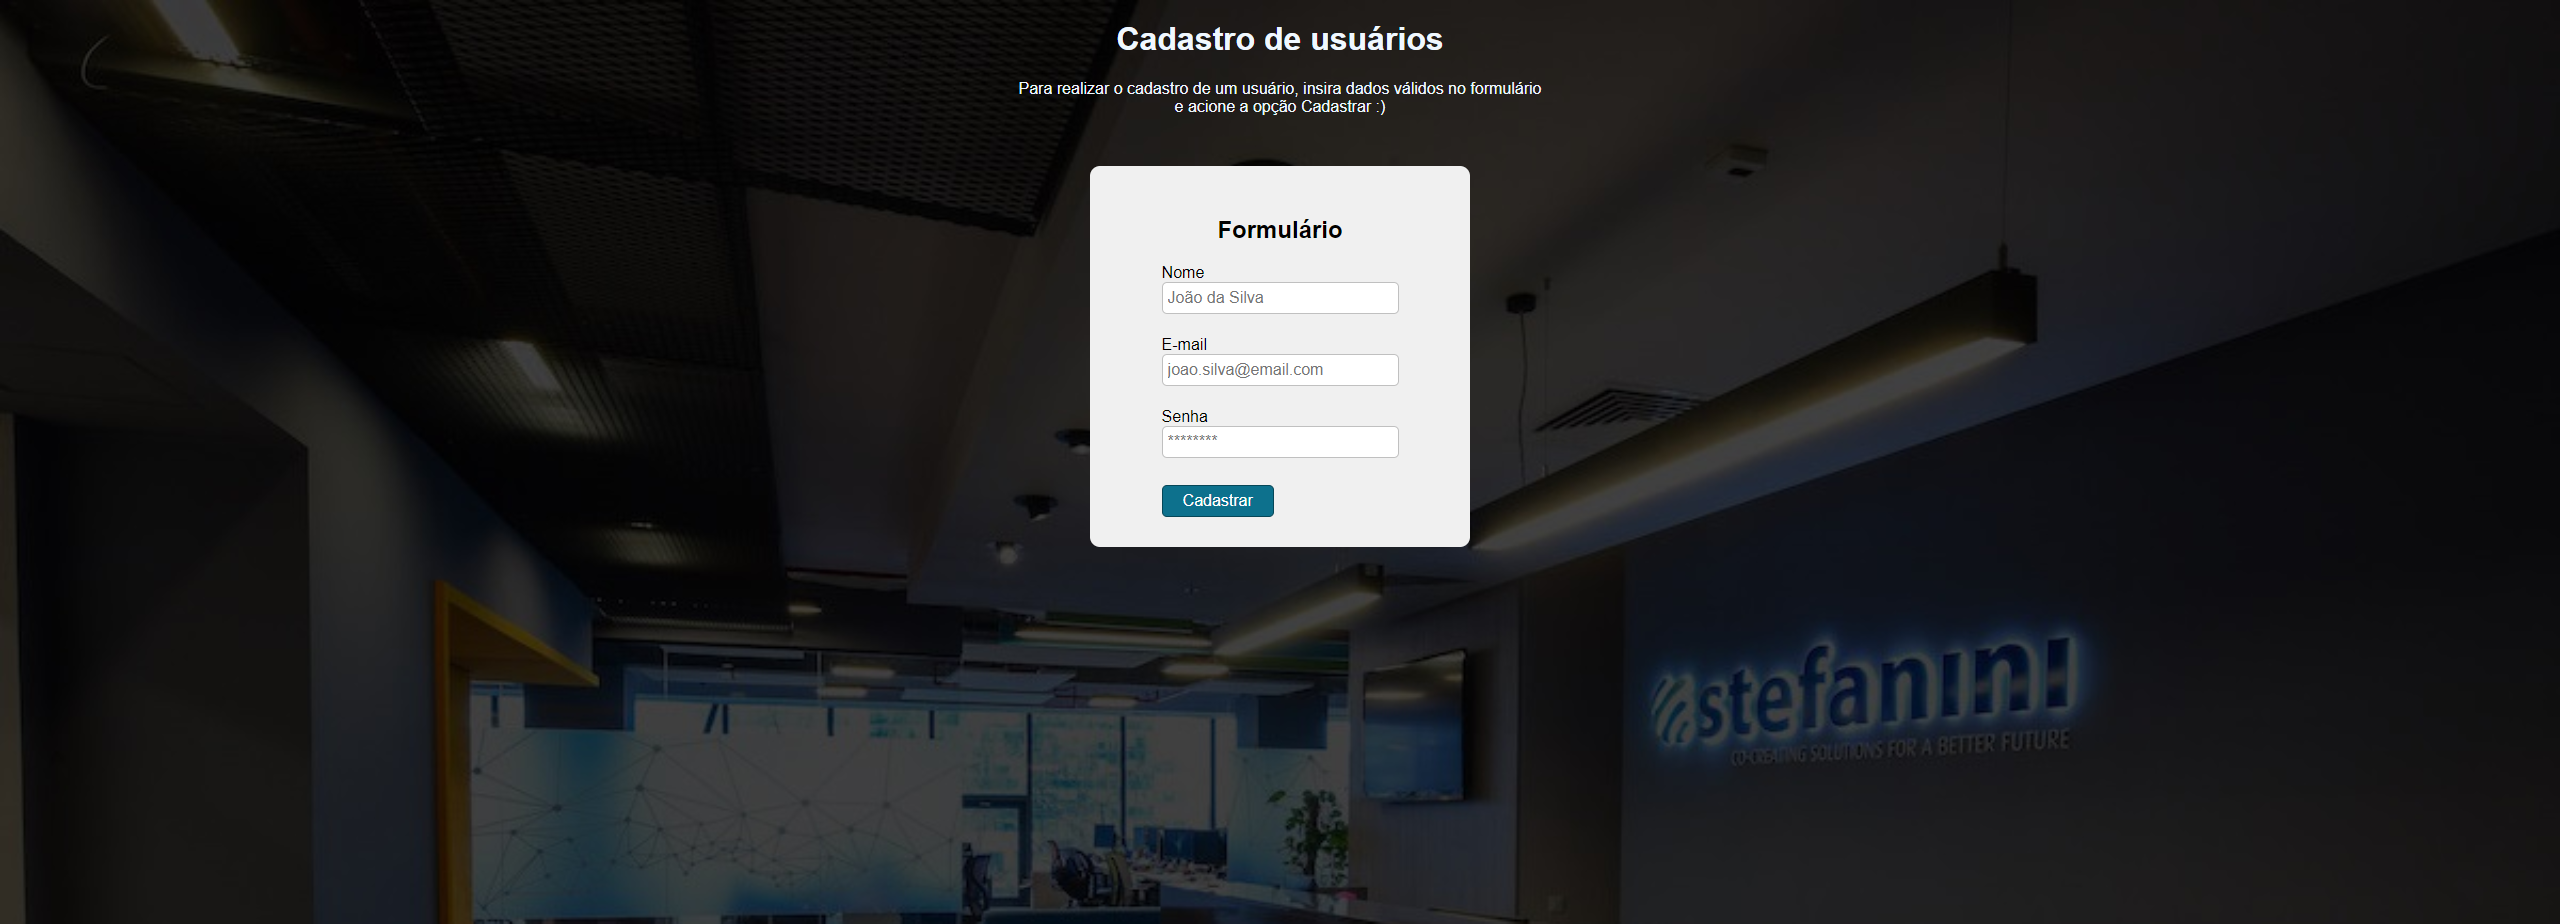 Cadastro de usuários
Para realizar o cadastro de um usuário, insira dados válidos no formulário
e acione a opção Cadastrar :)
Formulário
Nome
João da Silva
E-mail
joao.silva@email.com
Senha
********
Cadastrar
stefanini
CO-CREATING SOLUTIONS FOR A BETTER FUTURE